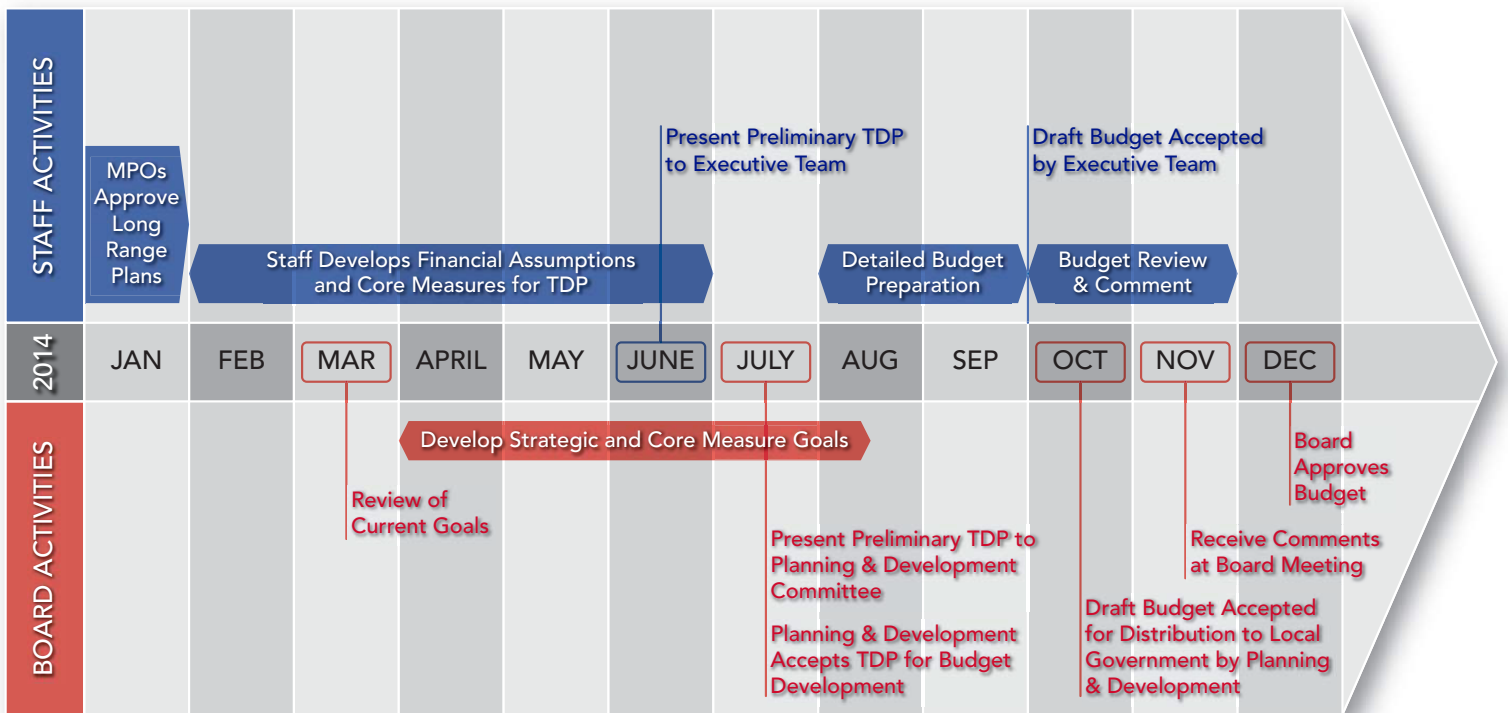 STAFF ACTIVITIES
MPOs
Approve
Long
Range
Plans
Staff Develops Financial Assumptions
and Core Measures for TDP
Present Preliminary TDP
to Executive Team
Detailed Budget
Preparation
Draft Budget Accepted
by Executive Team
Budget Review
& Comment
2014
JAN
FEB
MAR
APRIL
MAY
JUNE
JULY
AUG
SEP
OCT
NOV
DEC
BOARD ACTIVITIES
Review of
Current Goals
Develop Strategic and Core Measure Goals
Present Preliminary TDP to
Planning & Development
Committee
Planning & Development
Accepts TDP for Budget
Development
Draft Budget Accepted
for Distribution to Local
Government by Planning
& Development
Receive Comments
at Board Meeting
Board
Approves
Budget